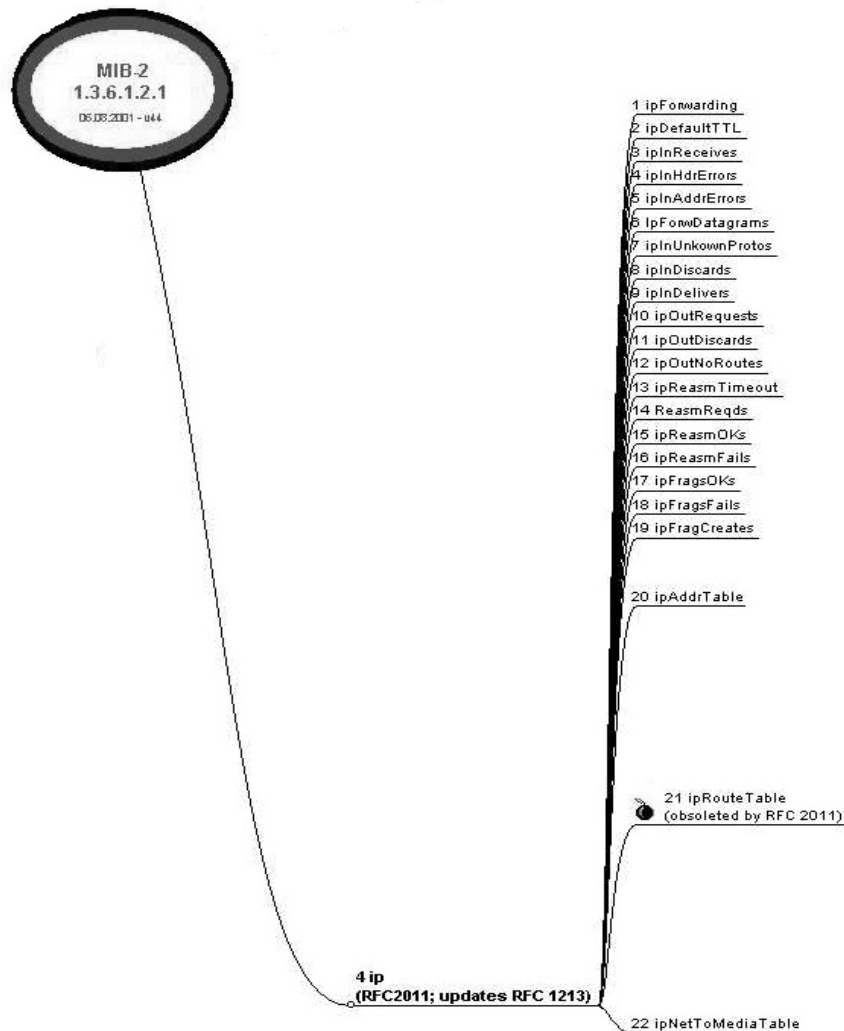 MIB-2
1.3.6.1.2.1
06.08.2001 - u44
1 ipForwarding
2 ipDefaultTTL
3 ipInReceives
4 ipInHdrErrors
5 ipInAddrErrors
6 IpForwDatagrams
7 ipInUnkownProtos
8 ipInDiscards
9 ipInDelivers
10 ipOutRequests
11 ipOutDiscards
12 ipOutNoRoutes
13 ipReasmTimeout
14 ReasmReqds
15 ipReasmOKs
16 ipReasmFails
17 ipFragsOKs
18 ipFragsFails
19 ipFragCreates
20 ipAddrTable
21 ipRouteTable
(obsoleted by RFC 2011)
4 ip
(RFC2011; updates RFC 1213)
22 ipNetToMediaTable